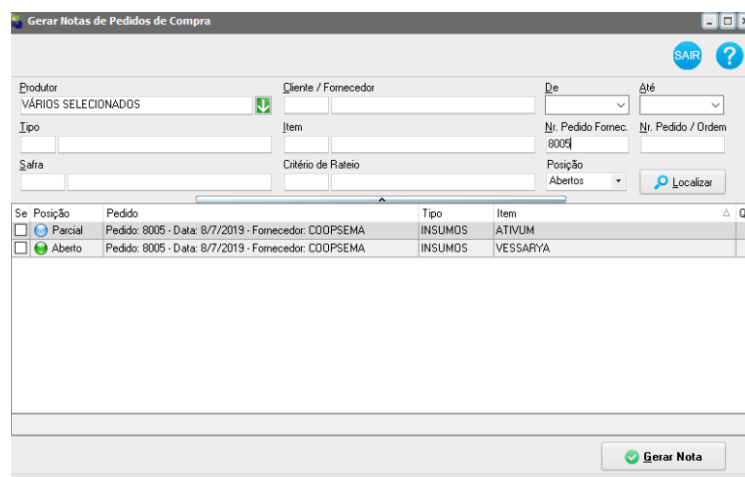 Gerar Notas de Pedidos de Compra
SAIR ?
Produtor Cliente / Fornecedor De Até
VÁRIOS SELECIONADOS
Tipo Item Nr. Pedido Fornec. Nr. Pedido / Ordem
8005
Safra Critério de Rateio Posição
Abertos Localizar
Se Posição Pedido Tipo Item Q
Parcial Pedido: 8005 - Data: 8/7/2019 - Fornecedor: COOPSEMA INSUMOS ATIVUM
Aberto Pedido: 8005 - Data: 8/7/2019 - Fornecedor: COOPSEMA INSUMOS VESSARYA
Gerar Nota